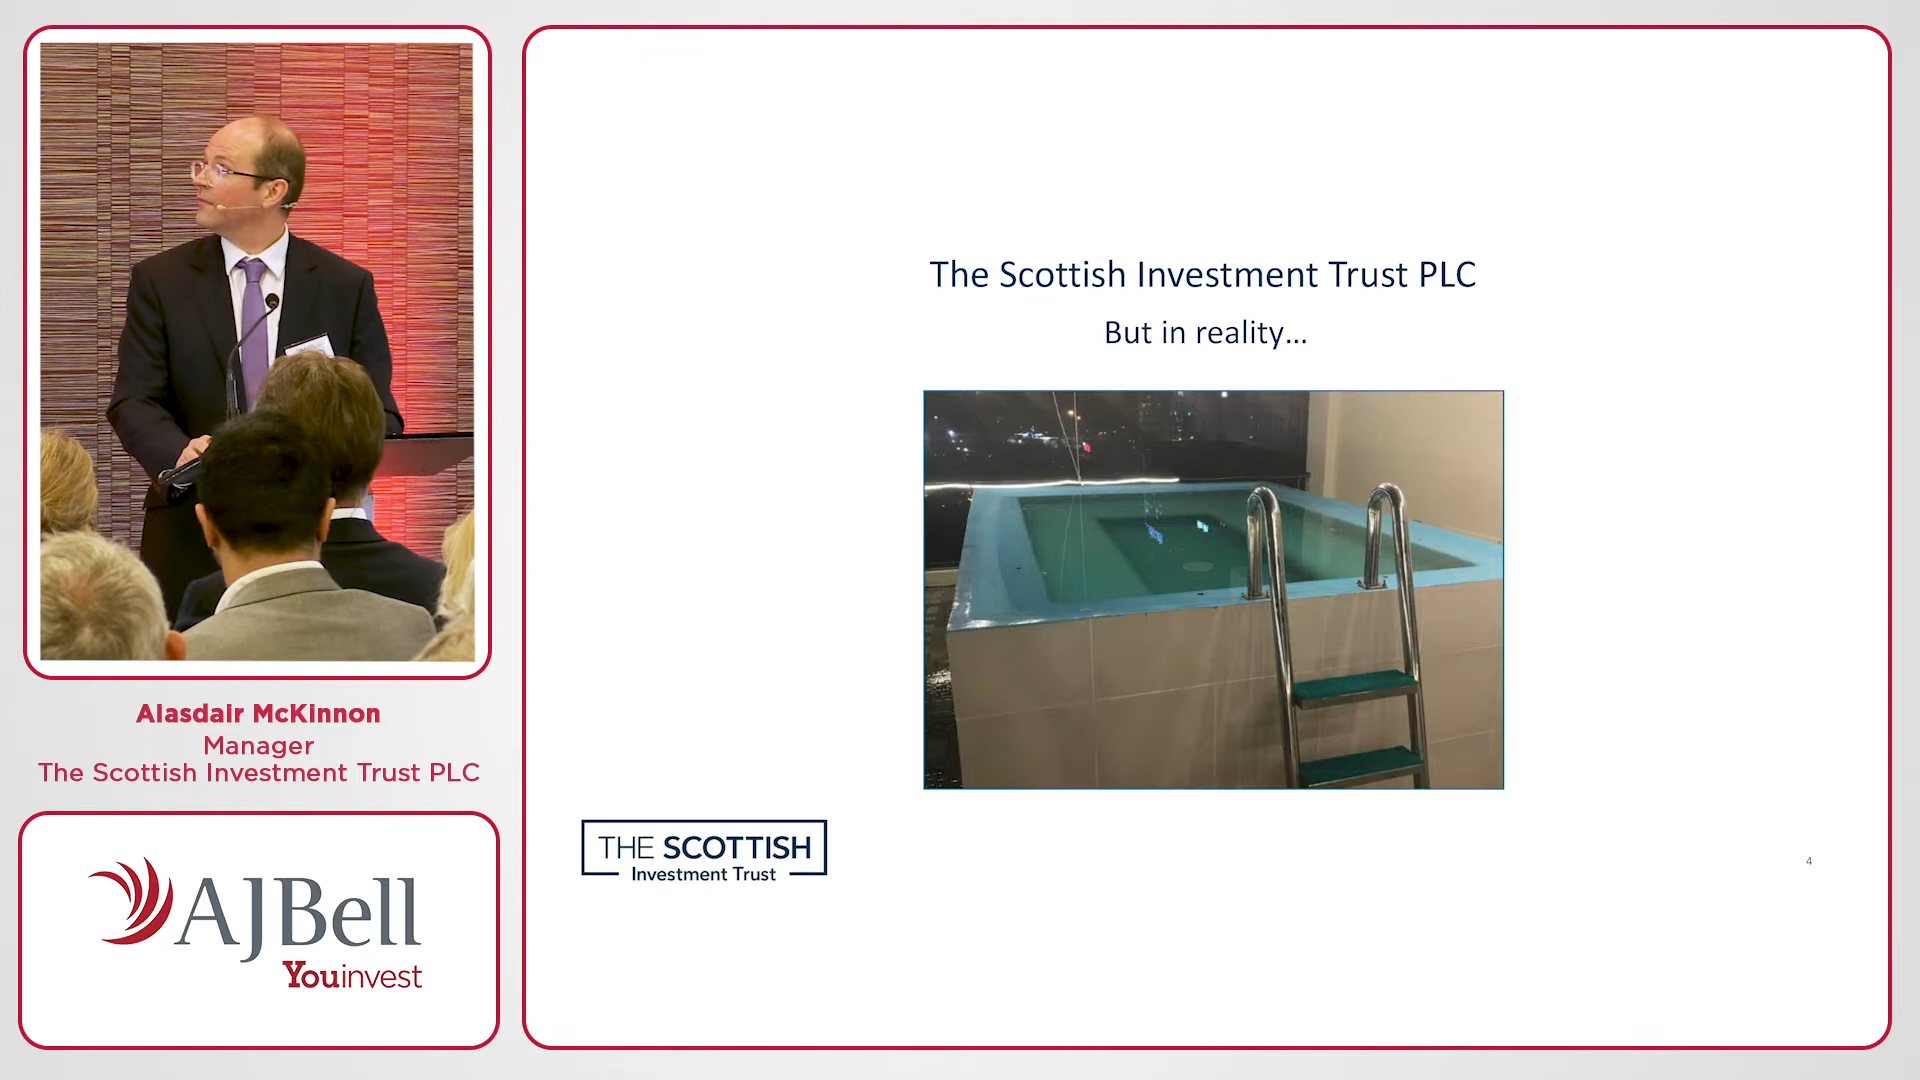 Alasdair McKinnon
Manager
The Scottish Investment Trust PLC
AJBell
Youinvest
The Scottish Investment Trust PLC
But in reality...
THE SCOTTISH
Investment Trust
4